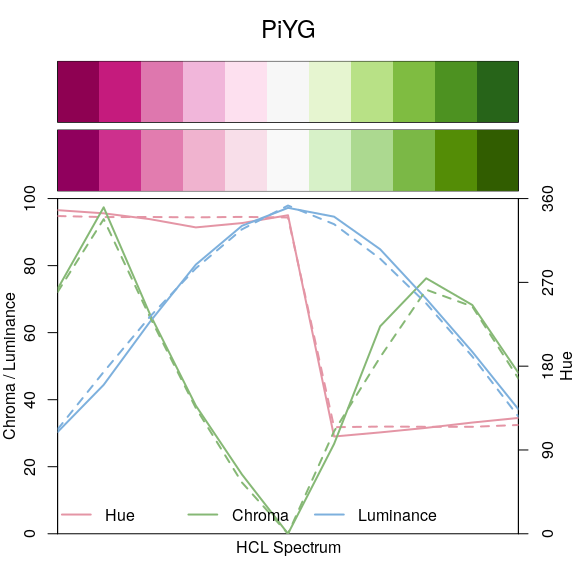 PiYG
100
80
60
40
20
0
Chroma / Luminance
360
270
180
90
0
Hue
Hue
Chroma
Luminance
HCL Spectrum